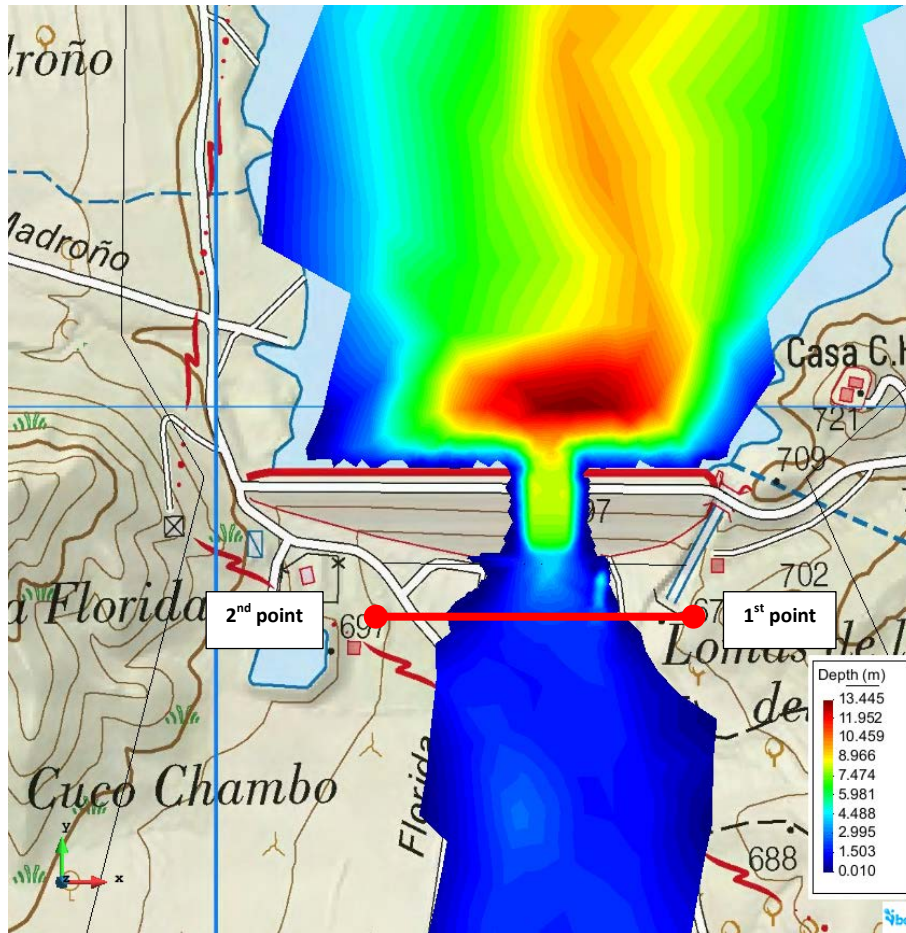 droño
Madroño
Casa C.H
721
709
97
702
a Florida
2nd point
697
67
1st point
Lomas de l
de
Depth (m)
13.445
11.952
10.459
8.966
7.474
5.981
4.488
2.995
1.503
0.010
Cuco Chambo
Florida
688
y
z
x